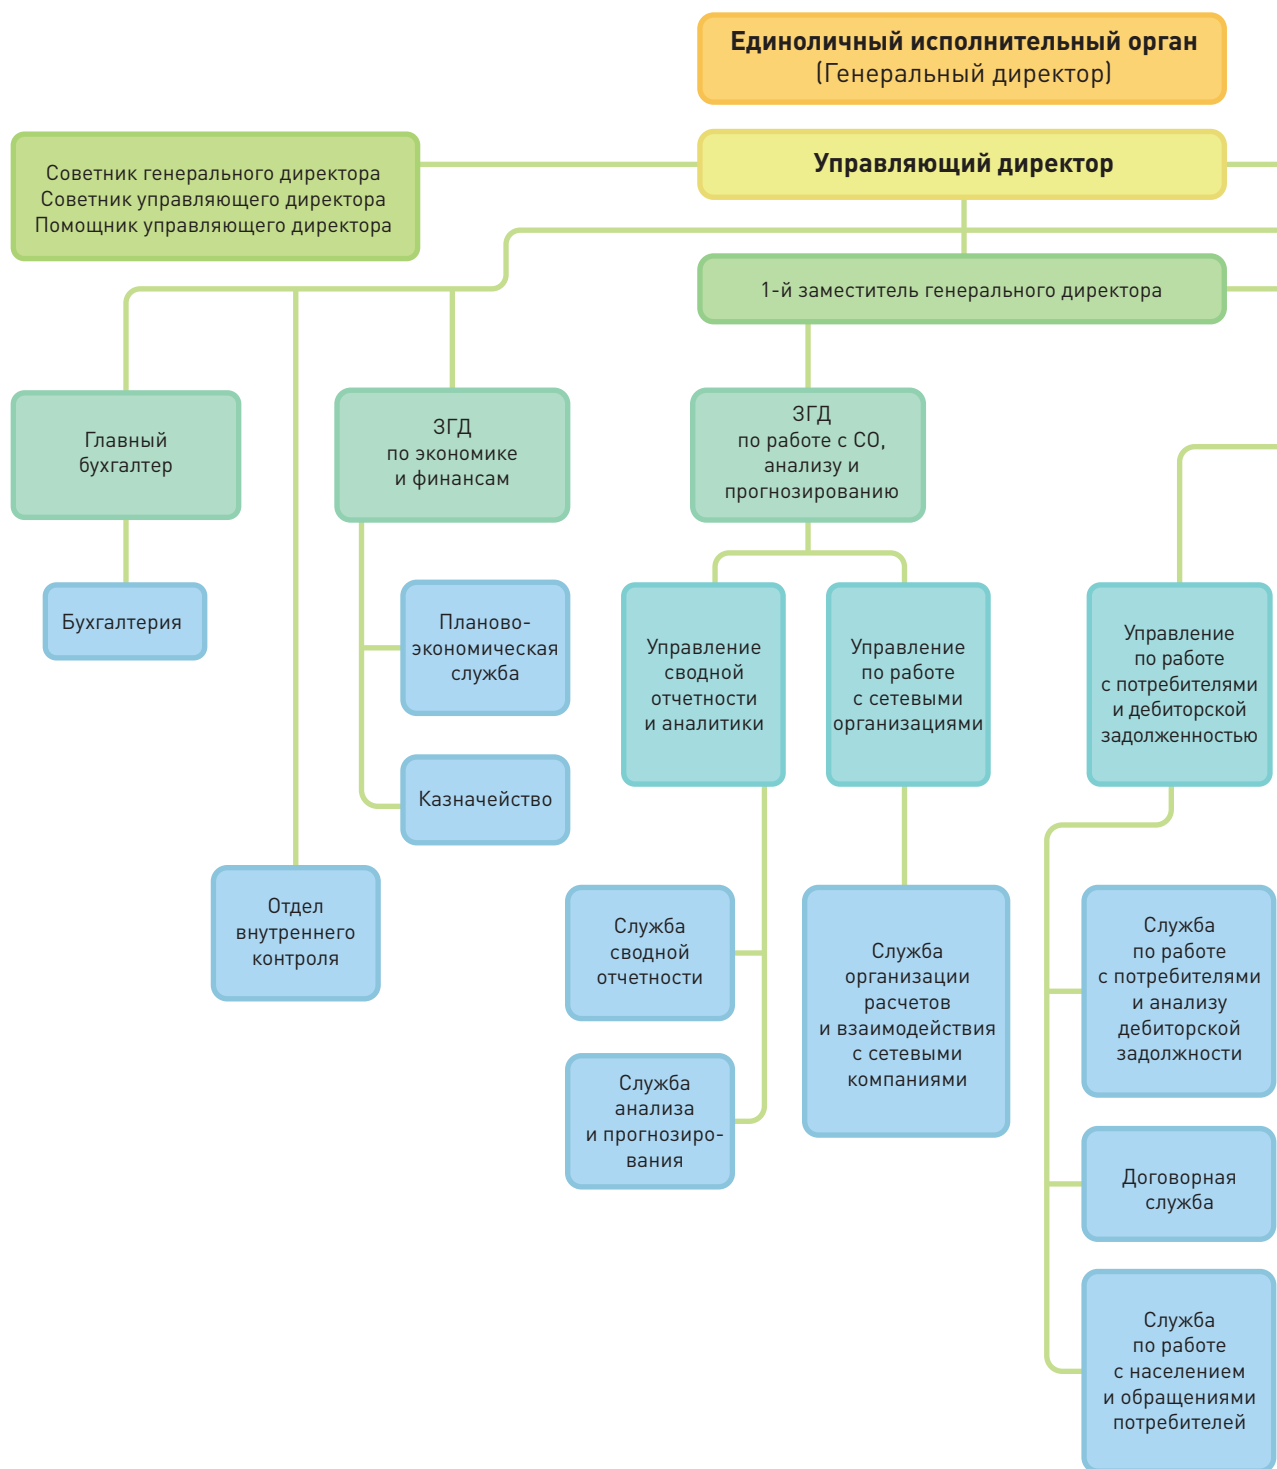 Единоличный исполнительный орган
(Генеральный директор)
Управляющий директор
Советник генерального директора
Советник управляющего директора
Помощник управляющего директора
1-й заместитель генерального директора
Главный
бухгалтер
ЗГД
по экономике
и финансам
ЗГД
по работе с СО,
анализу и
прогнозированию
Бухгалтерия
Планово-
экономическая
служба
Казначейство
Отдел
внутреннего
контроля
Управление
сводной
отчетности
и аналитики
Управление
по работе
с сетевыми
организациями
Управление
по работе
с потребителями
и дебиторской
задолженностью
Служба
сводной
отчетности
Служба
анализа
и прогнозиро-
вания
Служба
организации
расчетов
и взаимодействия
с сетевыми
компаниями
Служба
по работе
с потребителями
и анализу
дебиторской
задолжности
Договорная
служба
Служба
по работе
с населением
и обращениями
потребителей